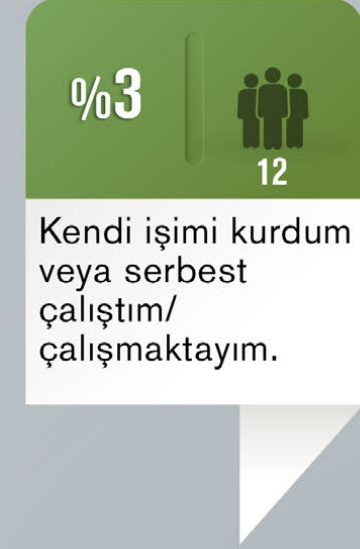 %3
12
Kendi işimi kurdum
veya serbest
çalıştım/
çalışmaktayım.